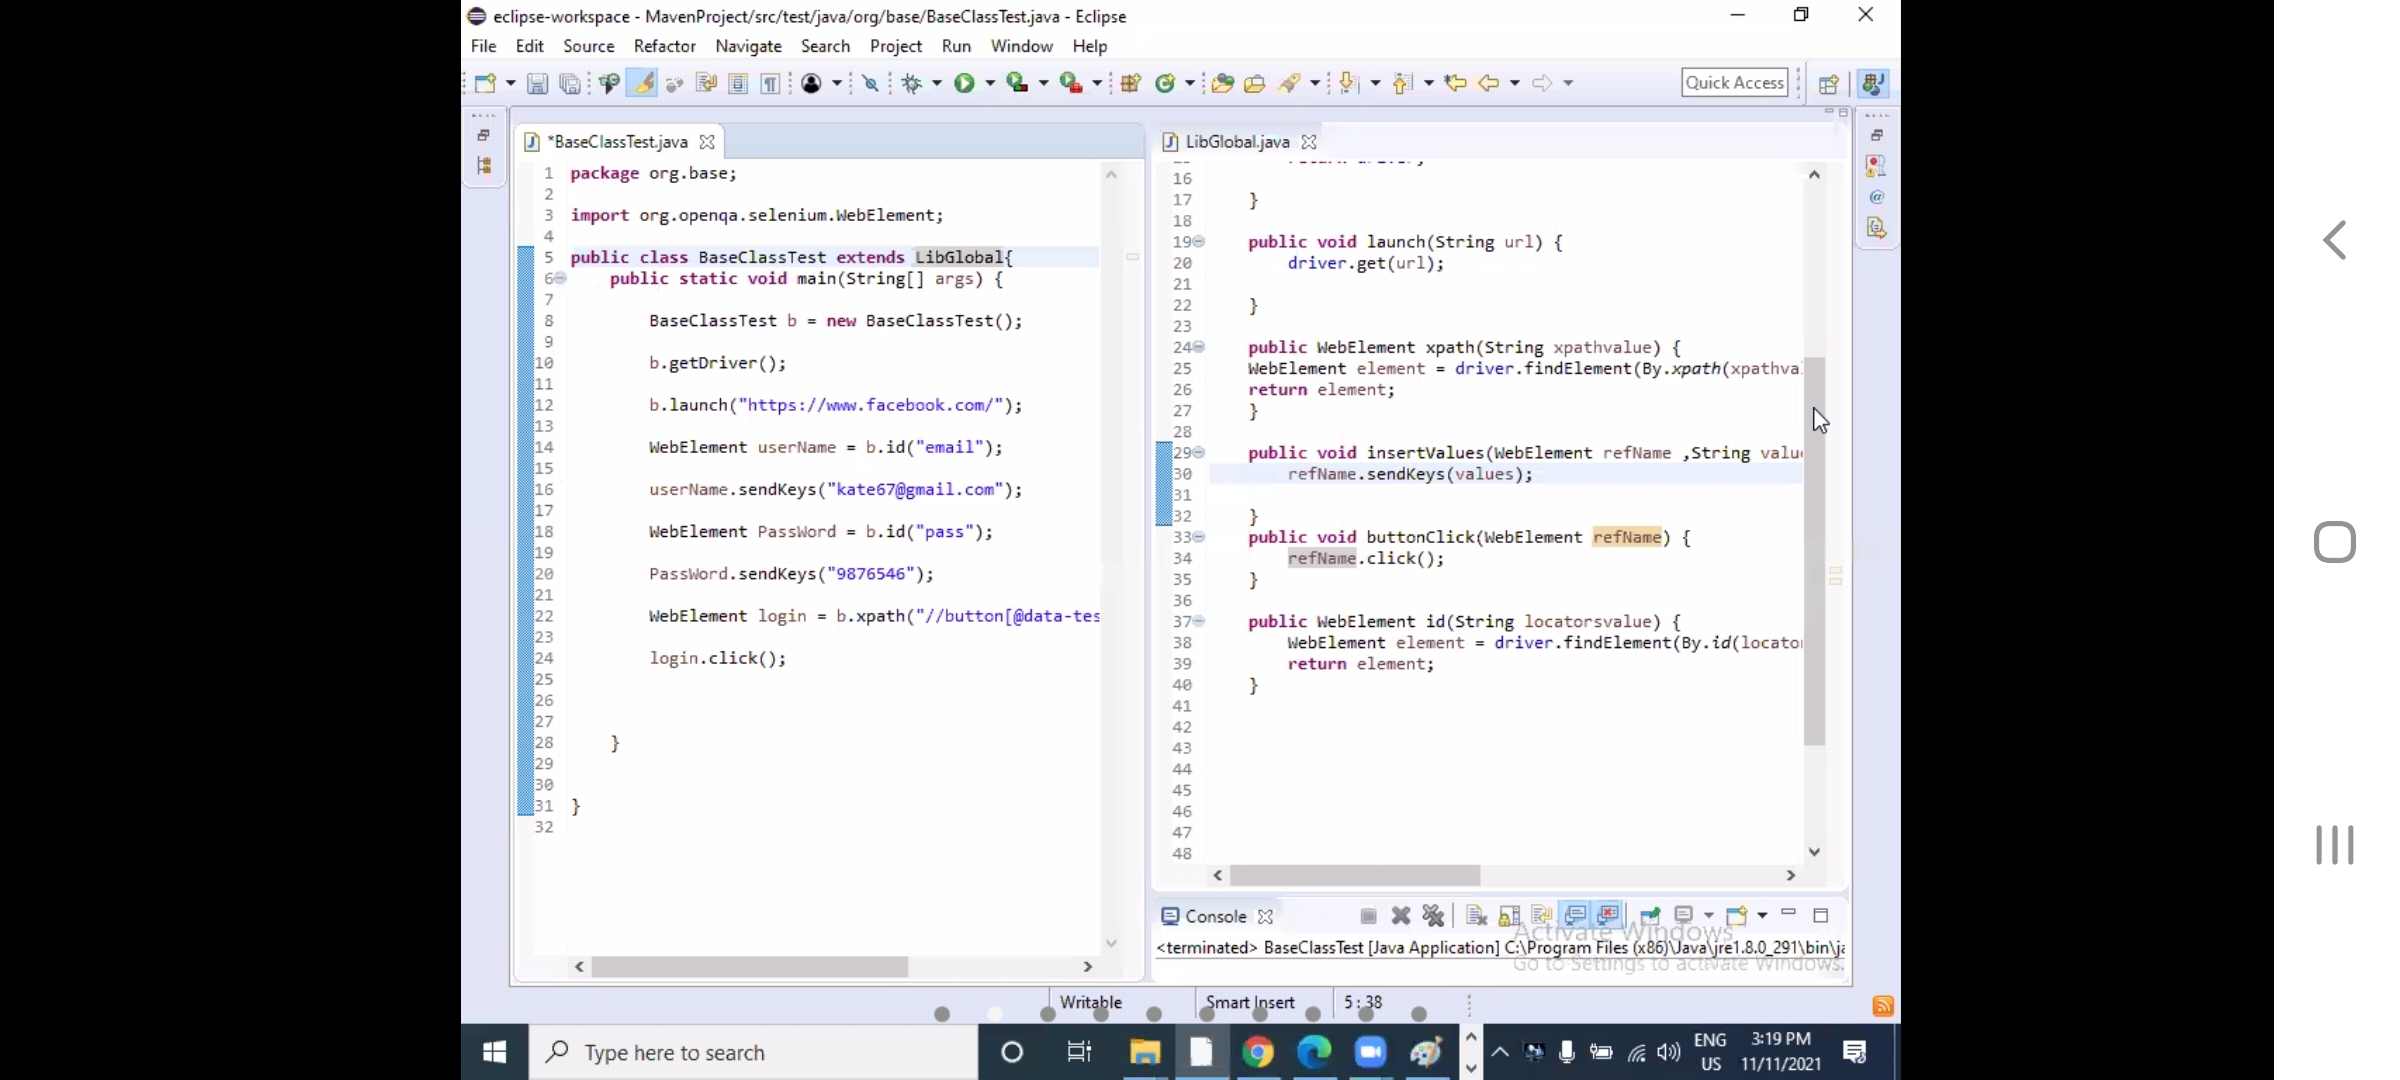 eclipse-workspace - MavenProject/src/test/java/org/base/BaseClassTest.java - Eclipse
File Edit Source Refactor Navigate Search Project Run Window Help
Quick Access
*BaseClassTest.java
1 package org.base;
2
3 import org.openqa.selenium.WebElement;
4
5 public class BaseClassTest extends LibGlobal{
6 public static void main(String[] args) {
7
8 BaseClassTest b = new BaseClassTest();
9
10 b.getDriver();
11
12 b.launch("https://www.facebook.com/");
13
14 WebElement userName = b.id("email");
15
16 userName.sendKeys("kate67@gmail.com");
17
18 WebElement PassWord = b.id("pass");
19
20 PassWord.sendKeys("9876546");
21
22 WebElement login = b.xpath("//button[@data-tes
23
24 login.click();
25
26
27
28 }
29
30
31 }
32
LibGlobal.java
16
17 }
18
19 public void launch(String url) {
20 driver.get(url);
21
22 }
23
24 public WebElement xpath(String xpathvalue) {
25 WebElement element = driver.findElement(By.xpath(xpathva
26 return element;
27 }
28
29 public void insertValues(WebElement refName ,String valu
30 refName.sendKeys(values);
31
32 }
33 public void buttonClick(WebElement refName) {
34 refName.click();
35 }
36
37 public WebElement id(String locatorsvalue) {
38 WebElement element = driver.findElement(By.id(locato
39 return element;
40 }
41
42
43
44
45
46
47
48
Console
Activate Windows
<terminated> BaseClassTest [Java Application] C:\Program Files (x86)\Java\jre1.8.0_291\bin\ja
Go to Settings to activate Windows.
Writable Smart Insert 5 : 38
Type here to search
ENG 3:19 PM
US 11/11/2021